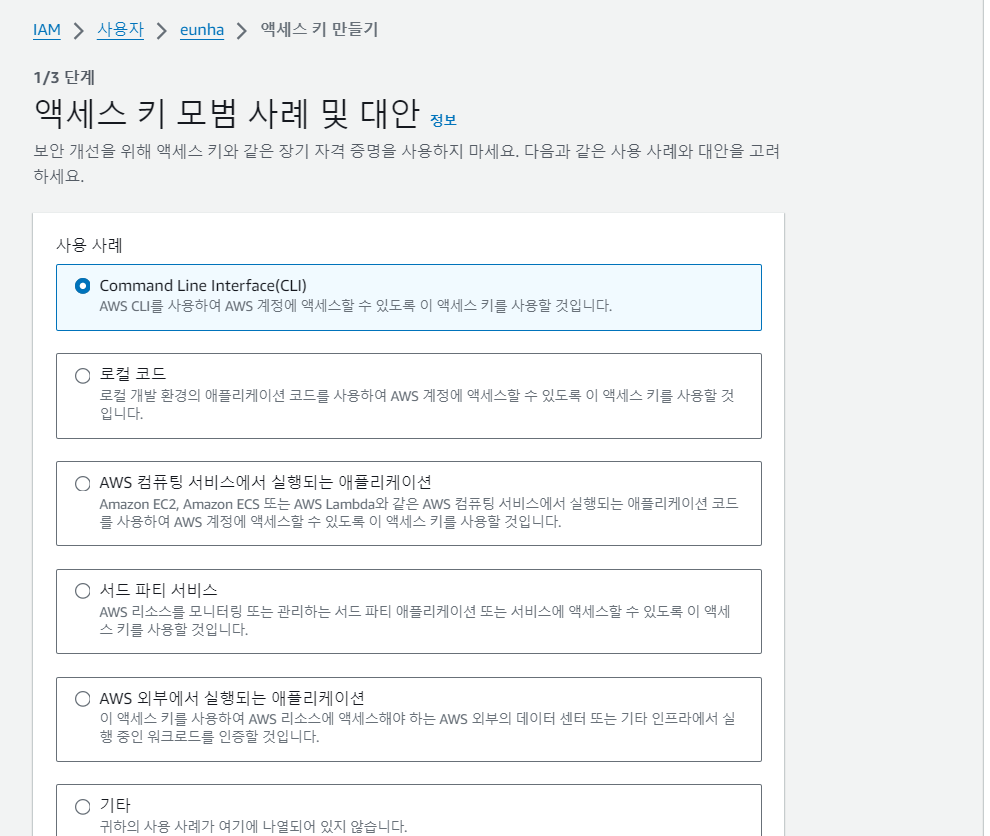 IAM > 사용자 > eunha > 액세스 키 만들기
1/3 단계
액세스 키 모범 사례 및 대안 정보
보안 개선을 위해 액세스 키와 같은 장기 자격 증명을 사용하지 마세요. 다음과 같은 사용 사례와 대안을 고려
하세요.
사용 사례
Command Line Interface(CLI)
AWS CLI를 사용하여 AWS 계정에 액세스할 수 있도록 이 액세스 키를 사용할 것입니다.
로컬 코드
로컬 개발 환경의 애플리케이션 코드를 사용하여 AWS 계정에 액세스할 수 있도록 이 액세스 키를 사용할 것
입니다.
AWS 컴퓨팅 서비스에서 실행되는 애플리케이션
Amazon EC2, Amazon ECS 또는 AWS Lambda와 같은 AWS 컴퓨팅 서비스에서 실행되는 애플리케이션 코드
를 사용하여 AWS 계정에 액세스할 수 있도록 이 액세스 키를 사용할 것입니다.
서드 파티 서비스
AWS 리소스를 모니터링 또는 관리하는 서드 파티 애플리케이션 또는 서비스에 액세스할 수 있도록 이 액세
스 키를 사용할 것입니다.
AWS 외부에서 실행되는 애플리케이션
이 액세스 키를 사용하여 AWS 리소스에 액세스해야 하는 AWS 외부의 데이터 센터 또는 기타 인프라에서 실
행 중인 워크로드를 인증할 것입니다.
기타
귀하의 사용 사례가 여기에 나열되어 있지 않습니다.